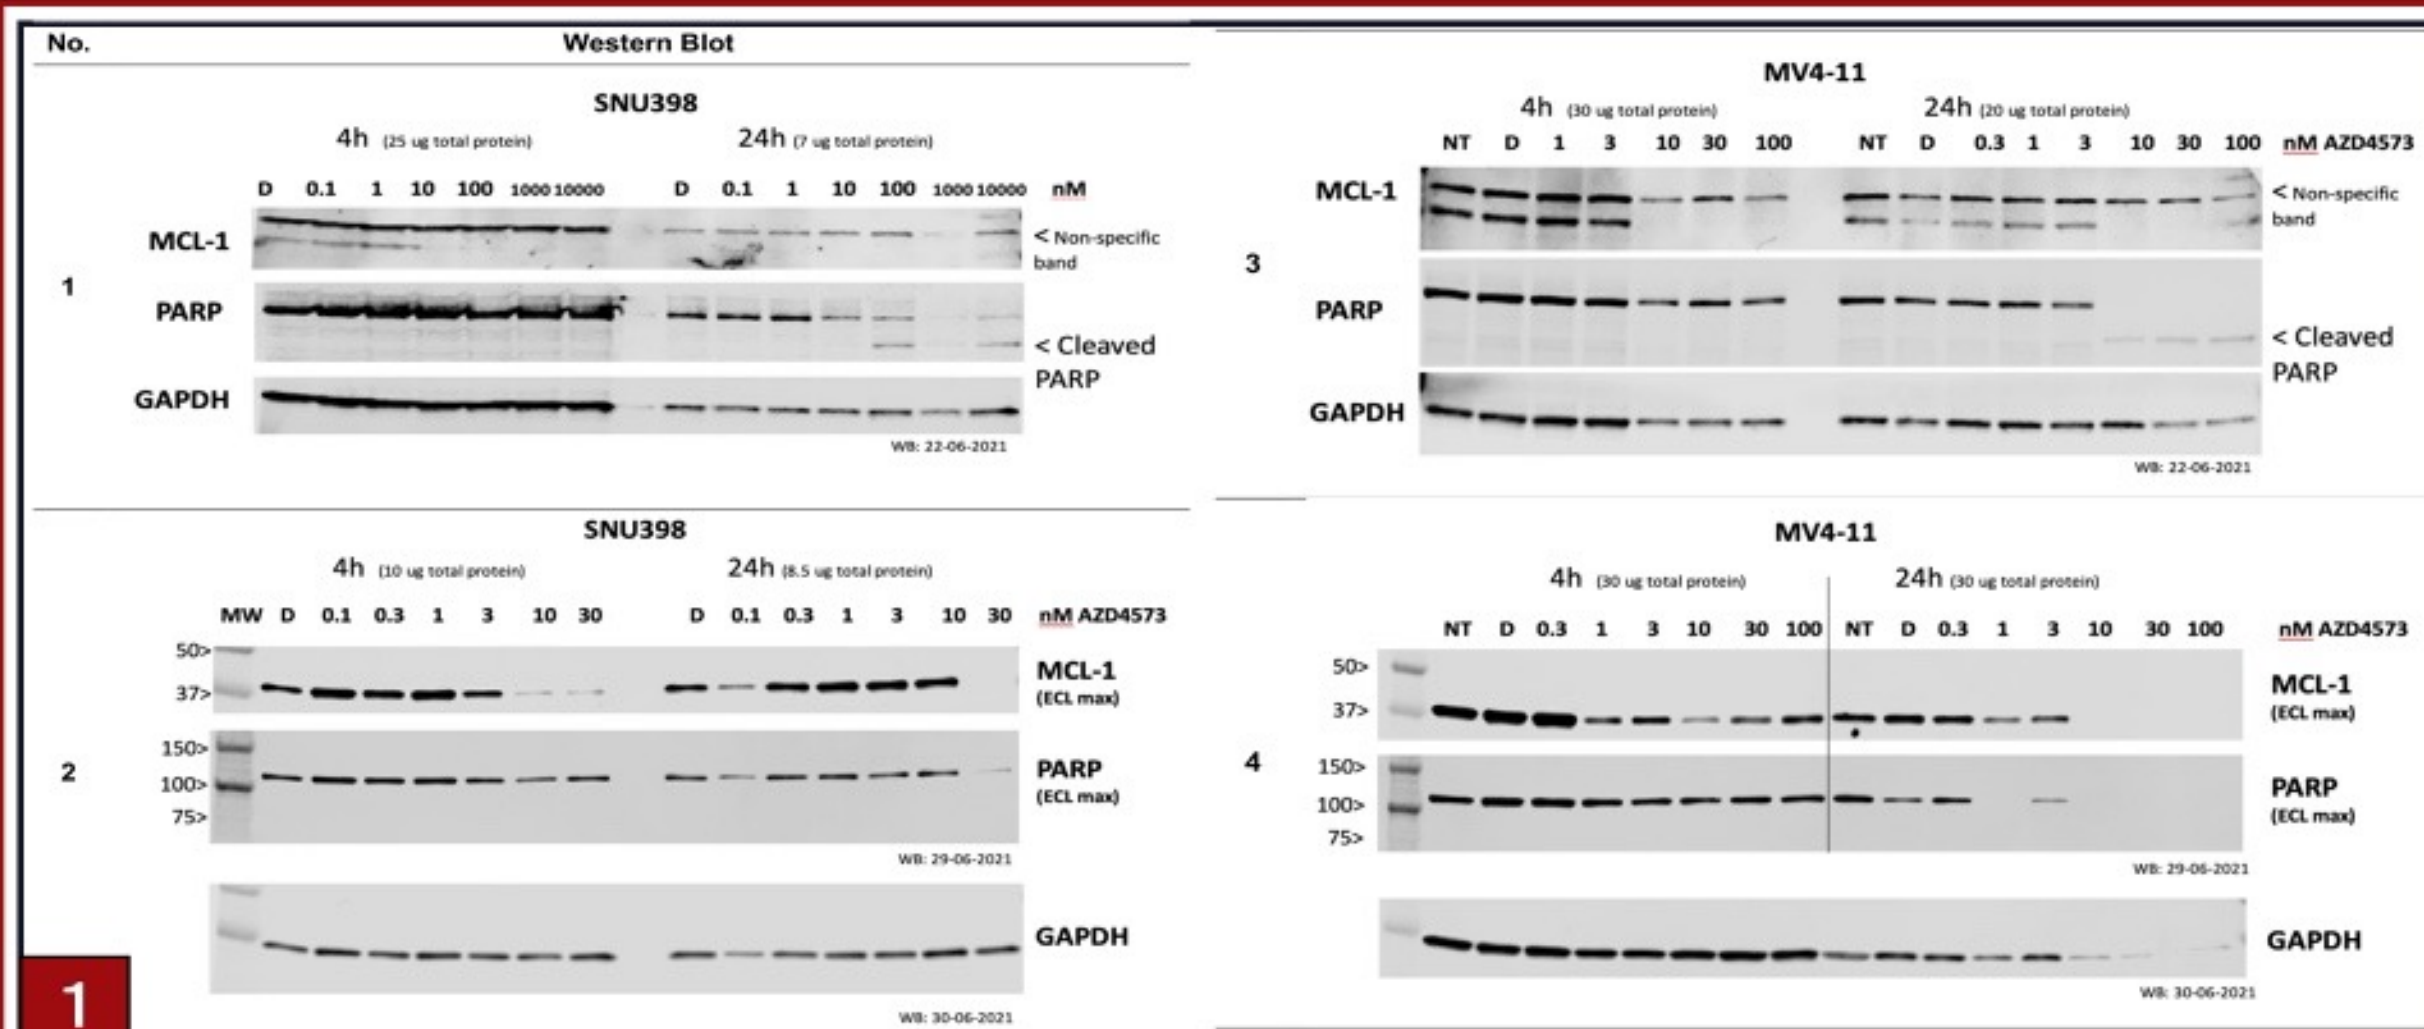 No. Western Blot
SNU398
4h (25 ug total protein) 24h (7 ug total protein)
D 0.1 1 10 100 1000 10000 D 0.1 1 10 100 1000 10000 nM
MCL-1
< Non-specific
band
1
PARP
< Cleaved
PARP
GAPDH
WB: 22-06-2021
SNU398
4h (10 ug total protein) 24h (8.5 ug total protein)
MW D 0.1 0.3 1 3 10 30 D 0.1 0.3 1 3 10 30 nM AZD4573
50>
37>
MCL-1
(ECL max)
2
150>
100>
75>
PARP
(ECL max)
WB: 29-06-2021
GAPDH
WB: 30-06-2021
1
MV4-11
4h (30 ug total protein) 24h (20 ug total protein)
NT D 1 3 10 30 100 NT D 0.3 1 3 10 30 100 nM AZD4573
MCL-1
< Non-specific
band
3
PARP
< Cleaved
PARP
GAPDH
WB: 22-06-2021
MV4-11
4h (30 ug total protein) 24h (30 ug total protein)
NT D 0.3 1 3 10 30 100 NT D 0.3 1 3 10 30 100 nM AZD4573
50>
37>
MCL-1
(ECL max)
4
150>
100>
75>
PARP
(ECL max)
WB: 29-06-2021
GAPDH
WB: 30-06-2021